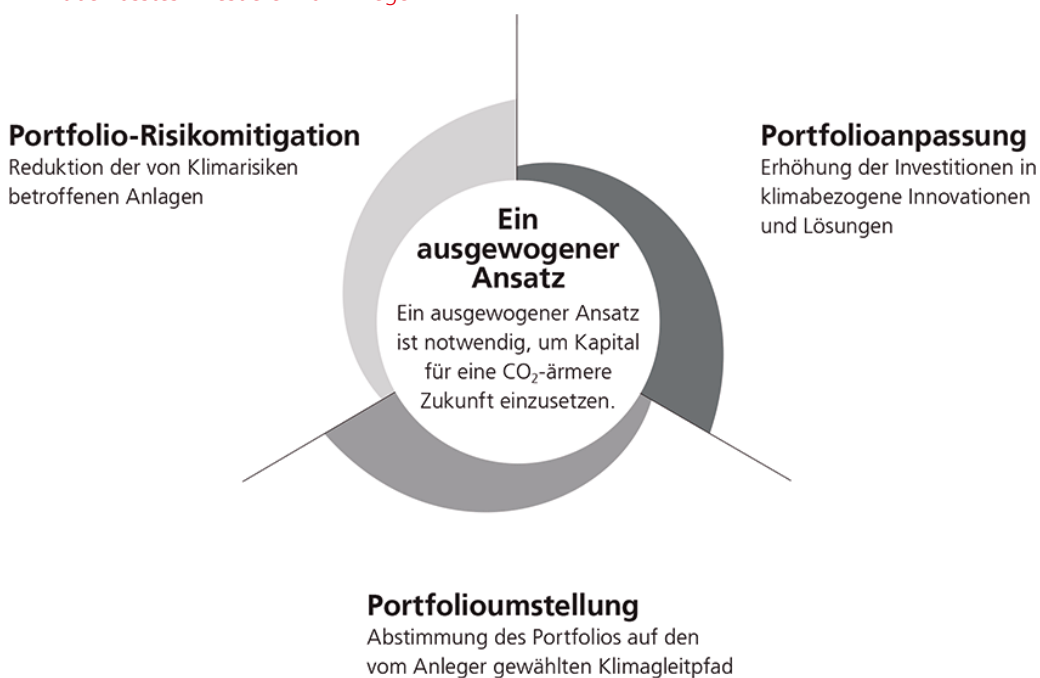 Portfolio-Risikomitigation
Reduktion der von Klimarisiken
betroffenen Anlagen
Portfolioanpassung
Erhöhung der Investitionen in
klimabezogene Innovationen
und Lösungen
Ein
ausgewogener
Ansatz
Ein ausgewogener Ansatz
ist notwendig, um Kapital
für eine CO₂-ärmere
Zukunft einzusetzen.
Portfolioumstellung
Abstimmung des Portfolios auf den
vom Anleger gewählten Klimagleitpfad